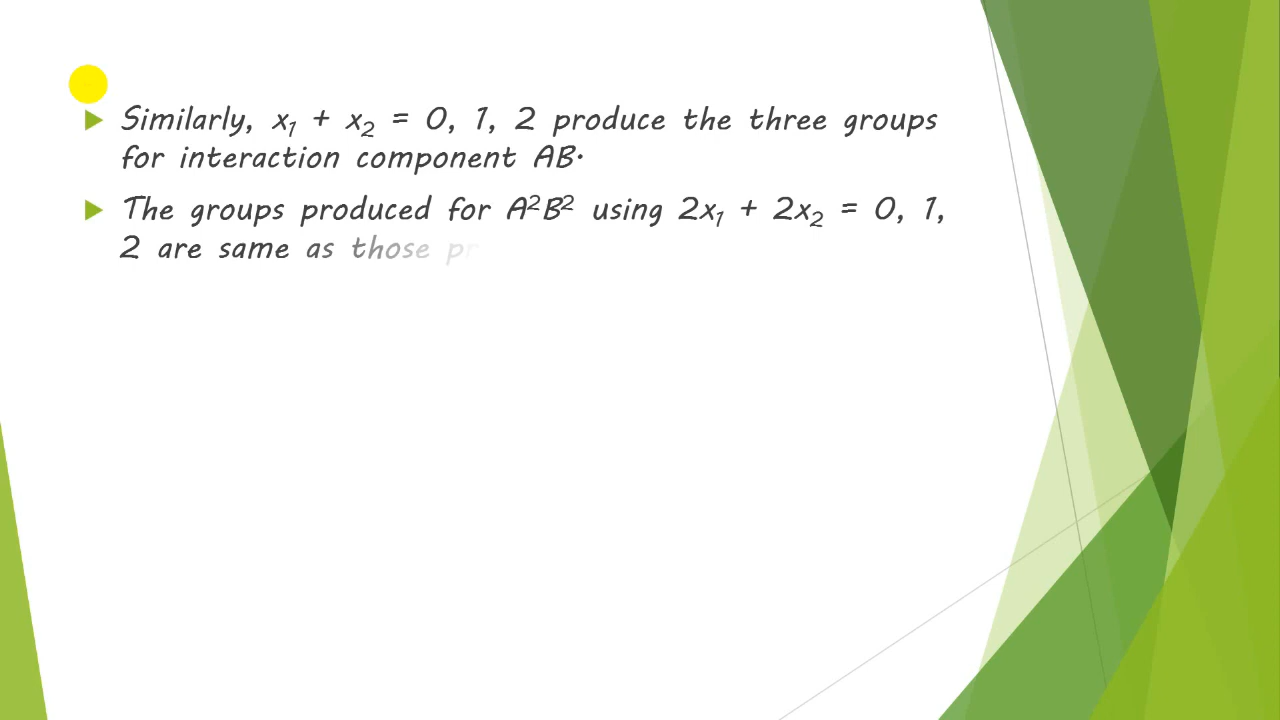 Similarly, x₁ + x₂ = 0, 1, 2 produce the three groups
for interaction component AB.
The groups produced for A²B² using 2x₁ + 2x₂ = 0, 1,
2 are same as those